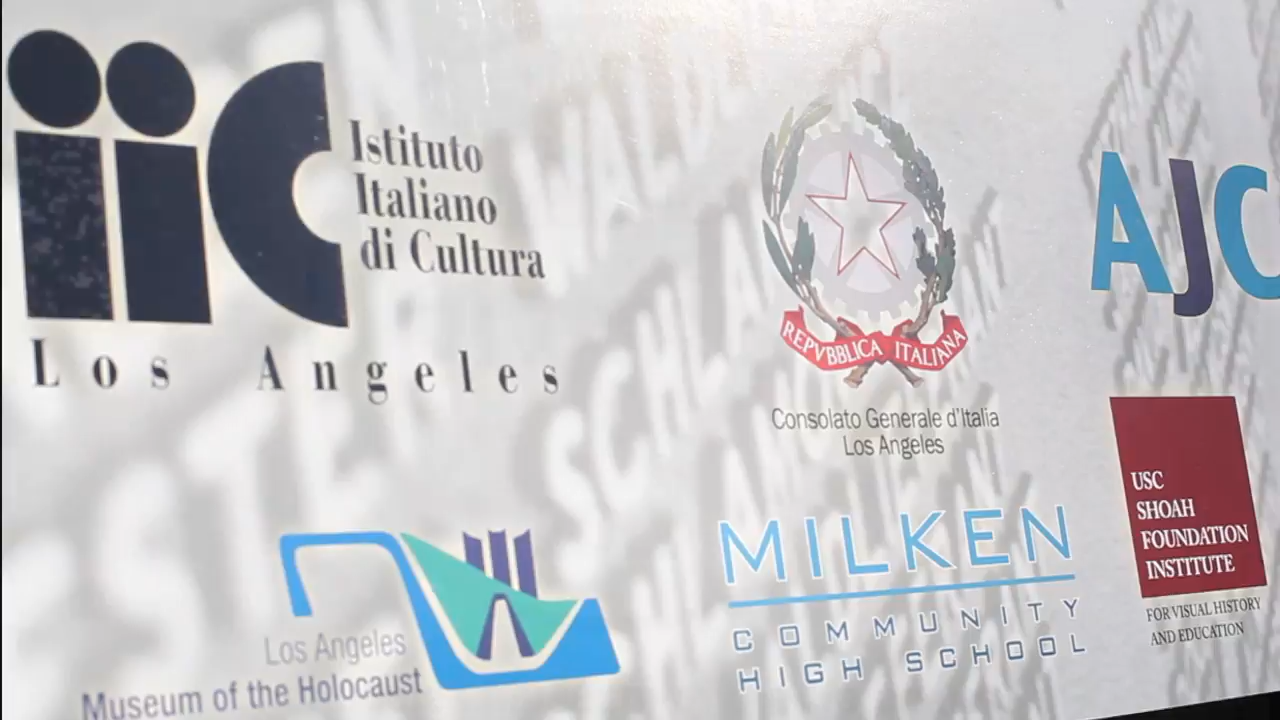 iic
Istituto
Italiano
di Cultura
Los Angeles
REPVBBLICA ITALIANA
Consolato Generale d'Italia
Los Angeles
AJC
Los Angeles
Museum of the Holocaust
MILKEN
COMMUNITY
HIGH SCHOOL
USC
SHOAH
FOUNDATION
INSTITUTE
FOR VISUAL HISTORY
AND EDUCATION